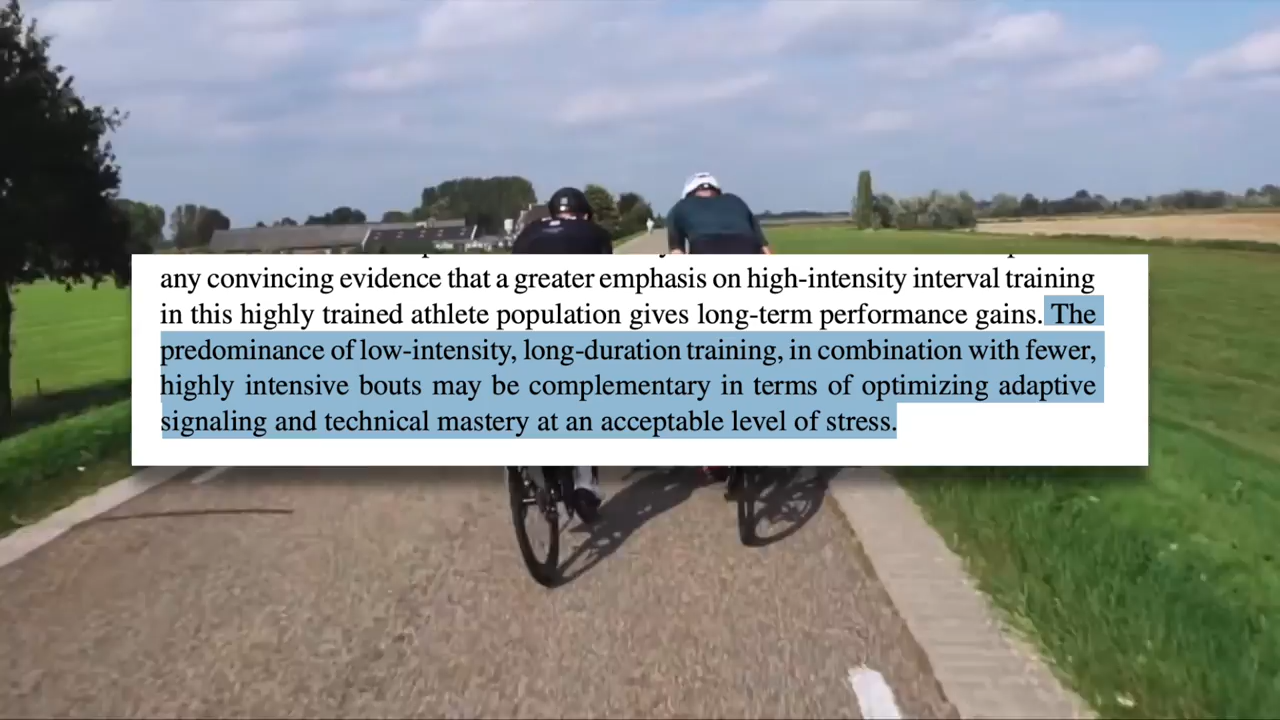 any convincing evidence that a greater emphasis on high-intensity interval training
in this highly trained athlete population gives long-term performance gains. The
predominance of low-intensity, long-duration training, in combination with fewer,
highly intensive bouts may be complementary in terms of optimizing adaptive
signaling and technical mastery at an acceptable level of stress.